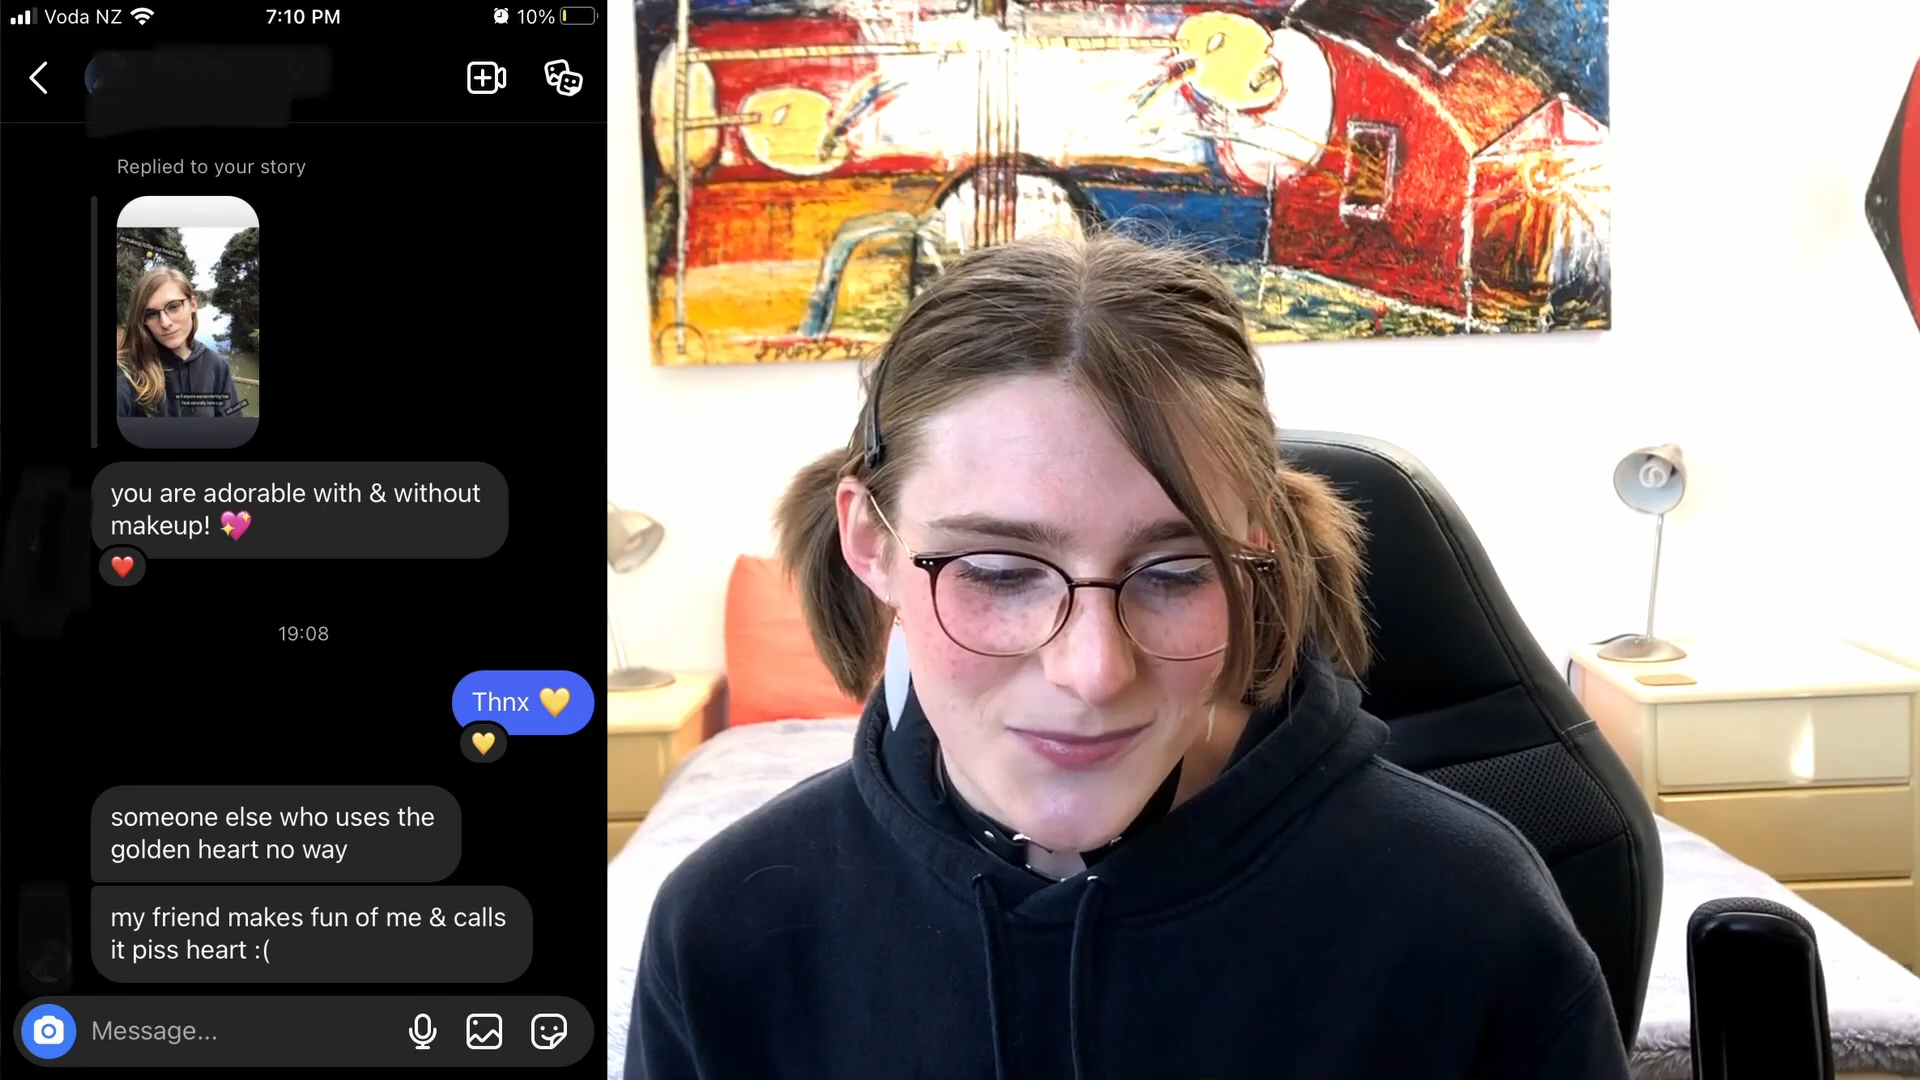 Voda NZ
7:10 PM
10%
Replied to your story
you are adorable with & without
makeup! 💖
❤️
19:08
Thnx 💛
💛
someone else who uses the
golden heart no way
my friend makes fun of me & calls
it piss heart :(
Message...